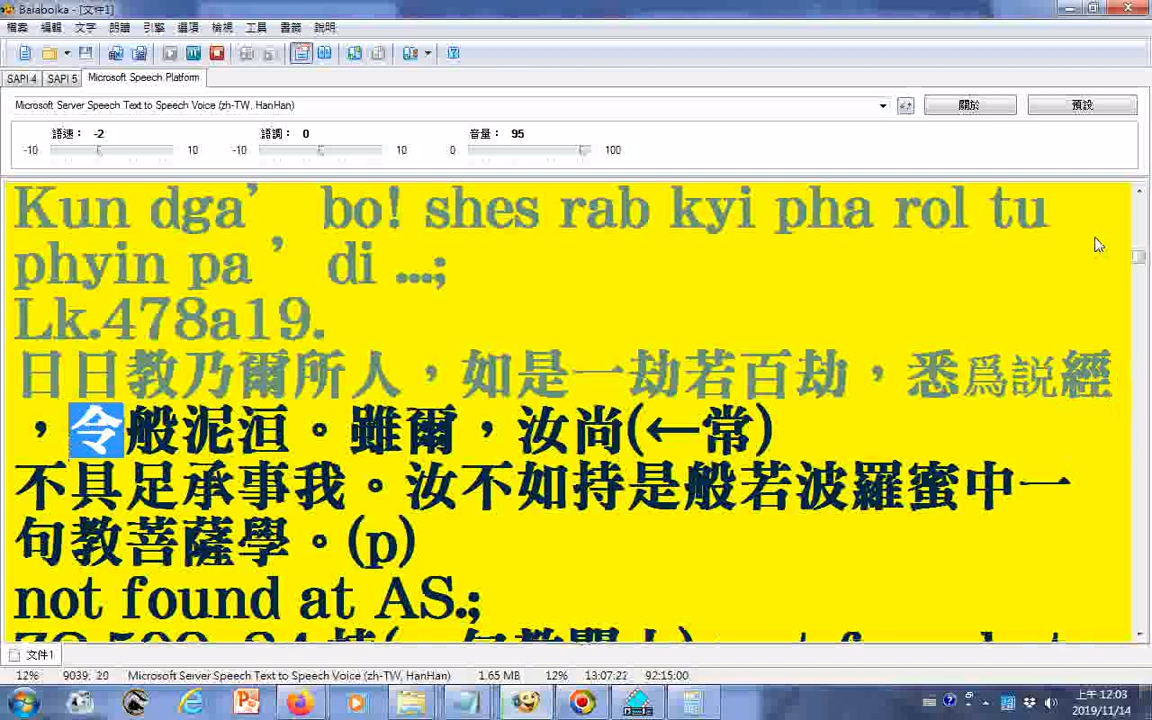 Balabolka - [文件1]
檔案 編輯 文字 朗讀 引擎 選項 檢視 工具 書籤 說明
SAPI 4 SAPI 5 Microsoft Speech Platform
Microsoft Server Speech Text to Speech Voice (zh-TW, HanHan) 關於 預設
語速： -2 語調： 0 音量： 95
-10 10 -10 10 0 100
Kun dga’ bo! shes rab kyi pha rol tu
phyin pa ’ di ...;
Lk.478a19.
日日教乃爾所人，如是一劫若百劫，悉爲説經
，令般泥洹。雖爾，汝尚(←常)
不具足承事我。汝不如持是般若波羅蜜中一
句教菩薩學。(p)
not found at AS.;
文件1
12% 9039: 20 Microsoft Server Speech Text to Speech Voice (zh-TW, HanHan) 1.65 MB 12% 13:07:22 92:15:00
上午 12:03
2019/11/14